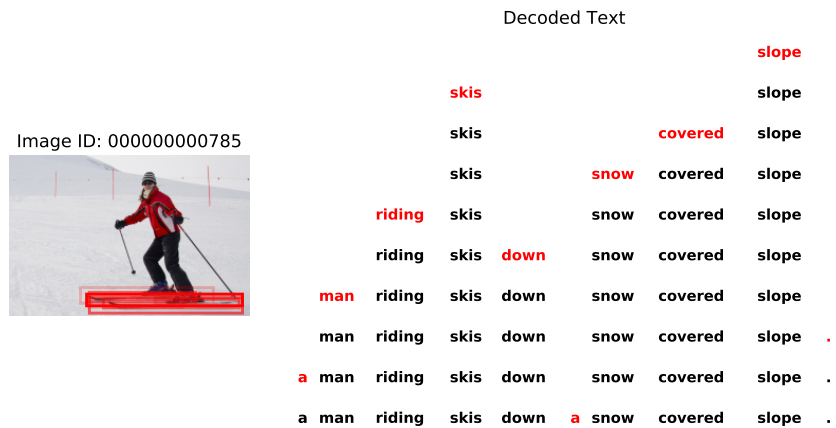 Decoded Text
slope
skis slope
Image ID: 000000000785
skis covered slope
skis snow covered slope
riding skis snow covered slope
riding skis down snow covered slope
man riding skis down snow covered slope
man riding skis down snow covered slope .
a man riding skis down snow covered slope .
a man riding skis down a snow covered slope .